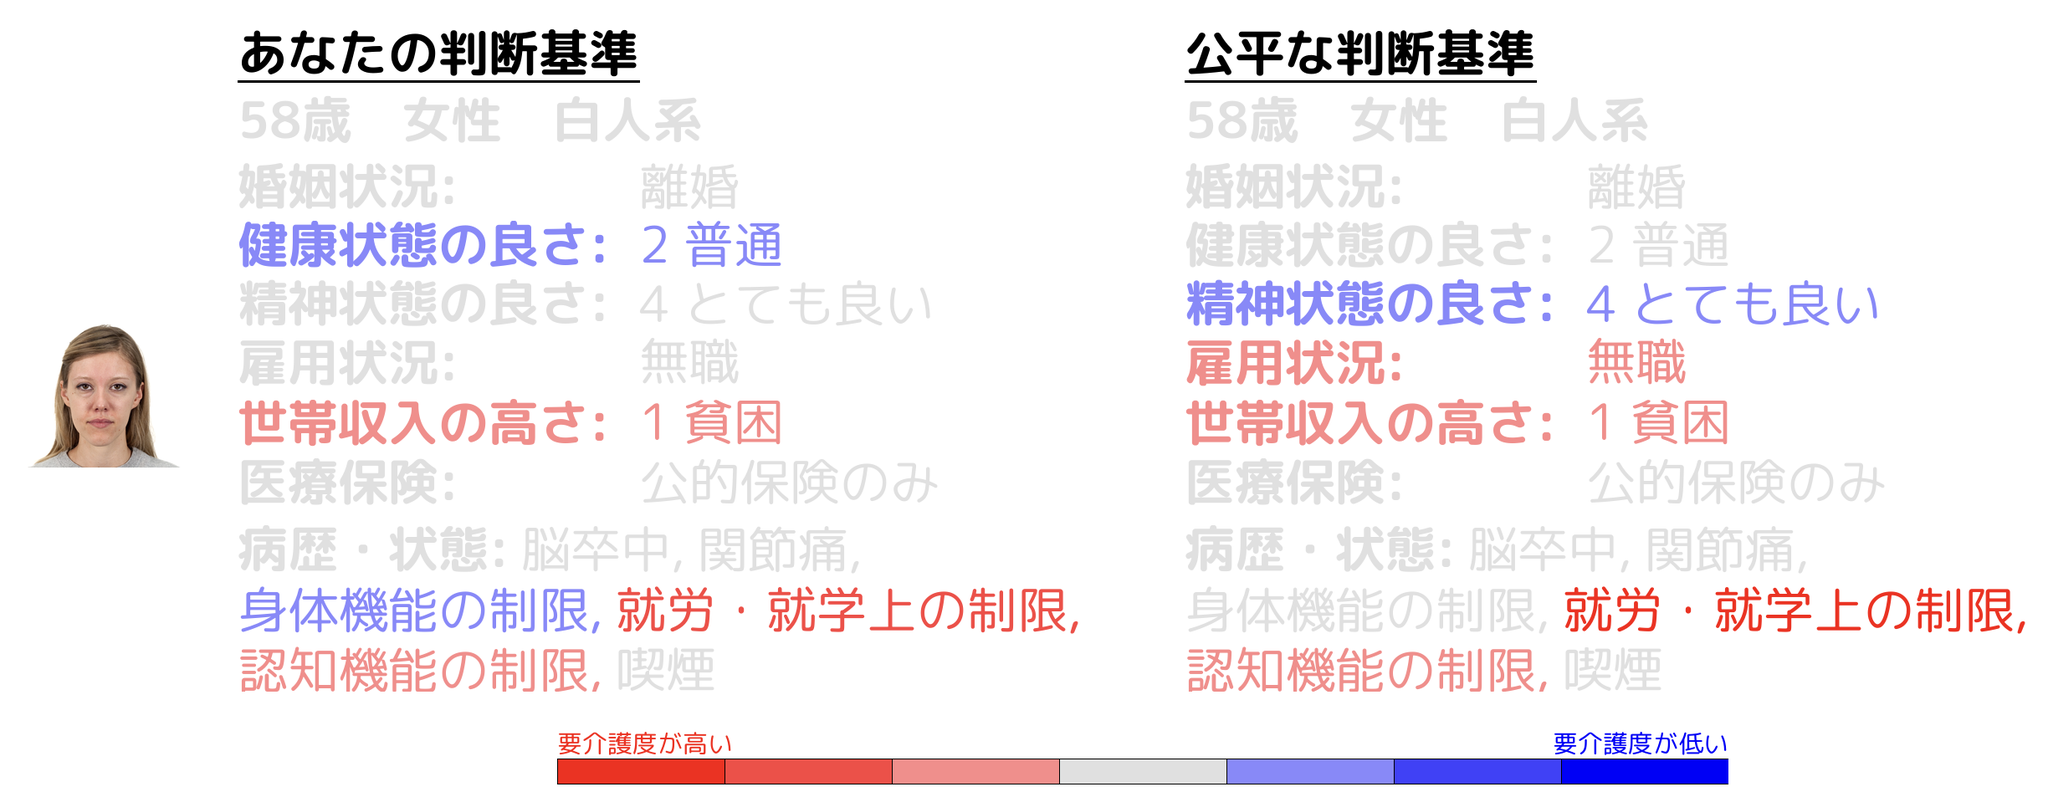 あなたの判断基準
58歳　女性　白人系
婚姻状況: 離婚
健康状態の良さ: 2 普通
精神状態の良さ: 4 とても良い
雇用状況: 無職
世帯収入の高さ: 1 貧困
医療保険: 公的保険のみ
病歴・状態: 脳卒中, 関節痛,
身体機能の制限, 就労・就学上の制限,
認知機能の制限, 喫煙
公平な判断基準
58歳　女性　白人系
婚姻状況: 離婚
健康状態の良さ: 2 普通
精神状態の良さ: 4 とても良い
雇用状況: 無職
世帯収入の高さ: 1 貧困
医療保険: 公的保険のみ
病歴・状態: 脳卒中, 関節痛,
身体機能の制限, 就労・就学上の制限,
認知機能の制限, 喫煙
要介護度が高い
要介護度が低い